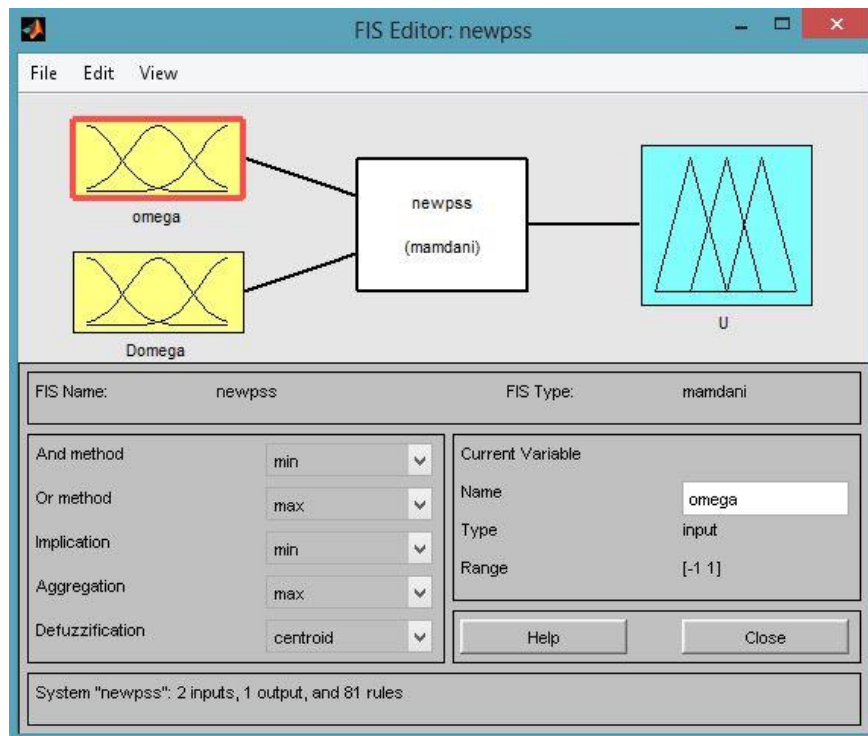 FIS Editor: newpss
File Edit View
omega
Domega
newpss
(mamdani)
U
FIS Name: newpss FIS Type: mamdani
And method min
Or method max
Implication min
Aggregation max
Defuzzification centroid
Current Variable
Name omega
Type input
Range [-1 1]
Help Close
System "newpss": 2 inputs, 1 output, and 81 rules